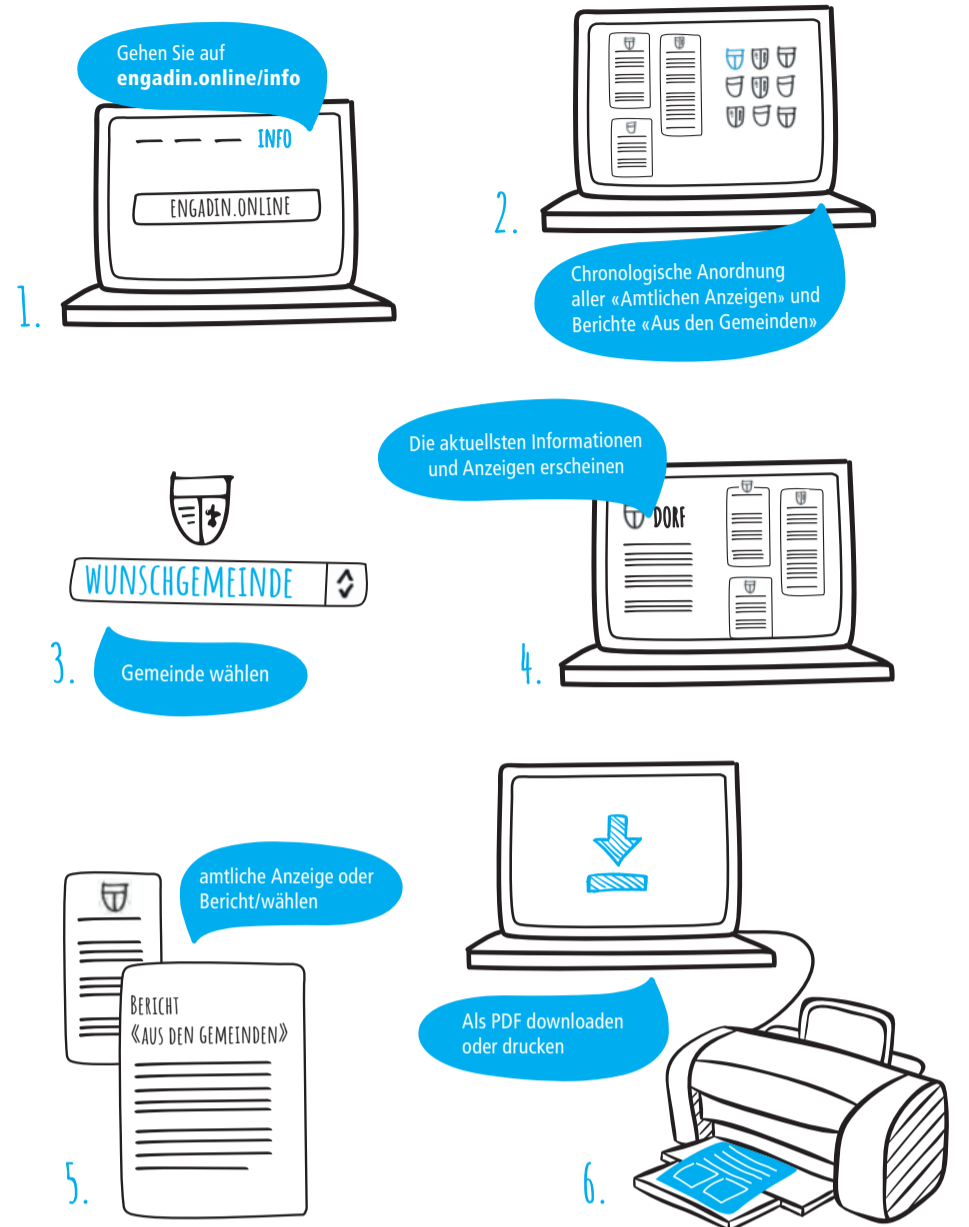 Gehen Sie auf
engadin.online/info
INFO
ENGADIN.ONLINE
1.
2.
Chronologische Anordnung
aller «Amtlichen Anzeigen» und
Berichte «Aus den Gemeinden»
WUNSCHGEMEINDE
3.
Gemeinde wählen
Die aktuellsten Informationen
und Anzeigen erscheinen
DORF
4.
amtliche Anzeige oder
Bericht/wählen
BERICHT
«AUS DEN GEMEINDEN»
5.
Als PDF downloaden
oder drucken
6.